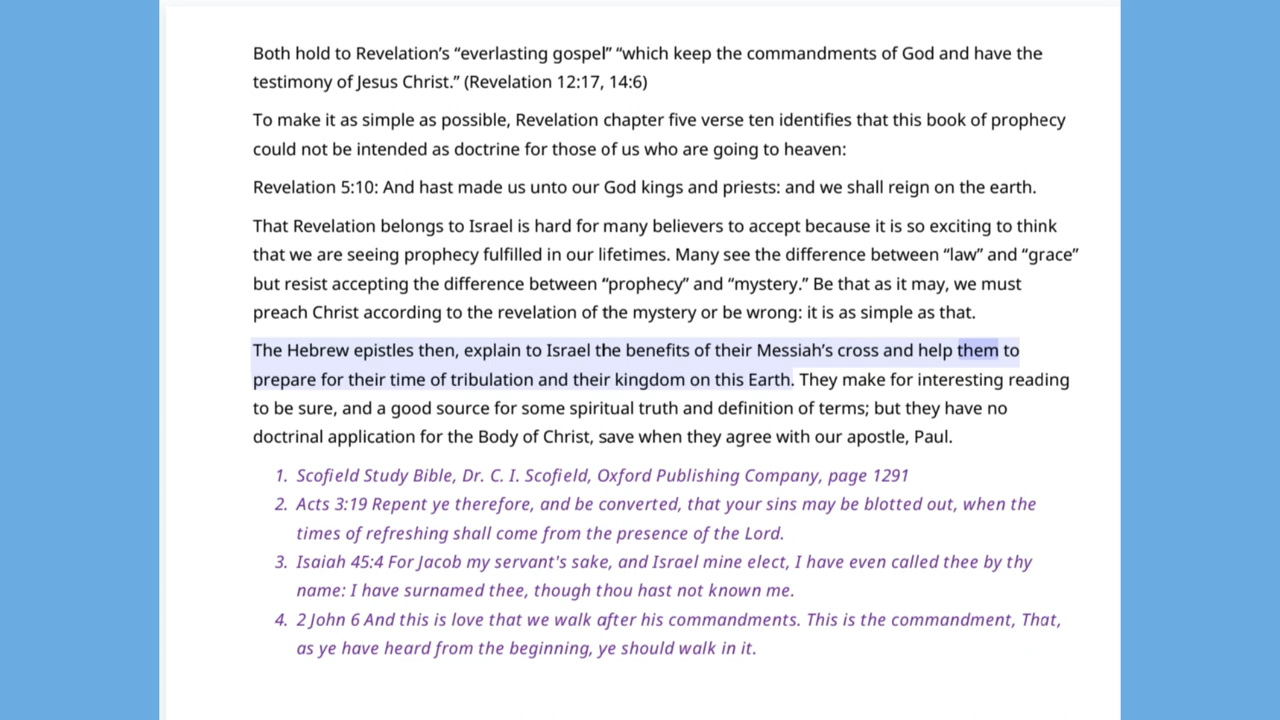 Both hold to Revelation’s “everlasting gospel” “which keep the commandments of God and have the
testimony of Jesus Christ.” (Revelation 12:17, 14:6)
To make it as simple as possible, Revelation chapter five verse ten identifies that this book of prophecy
could not be intended as doctrine for those of us who are going to heaven:
Revelation 5:10: And hast made us unto our God kings and priests: and we shall reign on the earth.
That Revelation belongs to Israel is hard for many believers to accept because it is so exciting to think
that we are seeing prophecy fulfilled in our lifetimes. Many see the difference between “law” and “grace”
but resist accepting the difference between “prophecy” and “mystery.” Be that as it may, we must
preach Christ according to the revelation of the mystery or be wrong: it is as simple as that.
The Hebrew epistles then, explain to Israel the benefits of their Messiah’s cross and help them to
prepare for their time of tribulation and their kingdom on this Earth. They make for interesting reading
to be sure, and a good source for some spiritual truth and definition of terms; but they have no
doctrinal application for the Body of Christ, save when they agree with our apostle, Paul.
1. Scofield Study Bible, Dr. C. I. Scofield, Oxford Publishing Company, page 1291
2. Acts 3:19 Repent ye therefore, and be converted, that your sins may be blotted out, when the
times of refreshing shall come from the presence of the Lord.
3. Isaiah 45:4 For Jacob my servant's sake, and Israel mine elect, I have even called thee by thy
name: I have surnamed thee, though thou hast not known me.
4. 2 John 6 And this is love that we walk after his commandments. This is the commandment, That,
as ye have heard from the beginning, ye should walk in it.